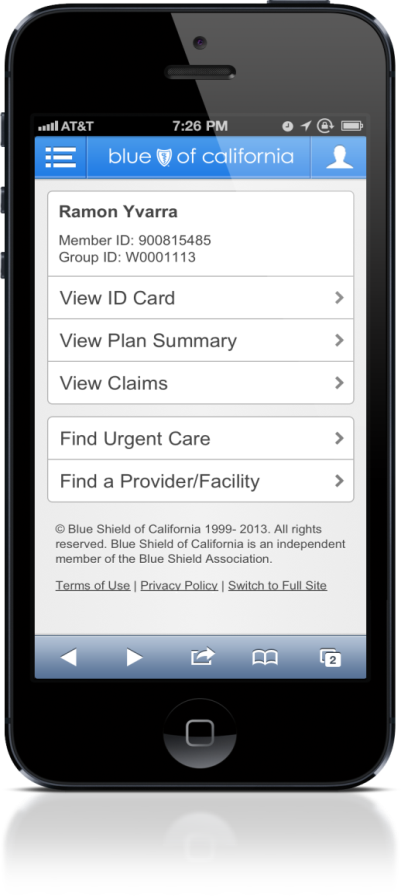 AT&T 7:26 PM
blue of california
Ramon Yvarra
Member ID: 900815485
Group ID: W0001113
View ID Card
View Plan Summary
View Claims
Find Urgent Care
Find a Provider/Facility
© Blue Shield of California 1999- 2013. All rights
reserved. Blue Shield of California is an independent
member of the Blue Shield Association.
Terms of Use | Privacy Policy | Switch to Full Site
2